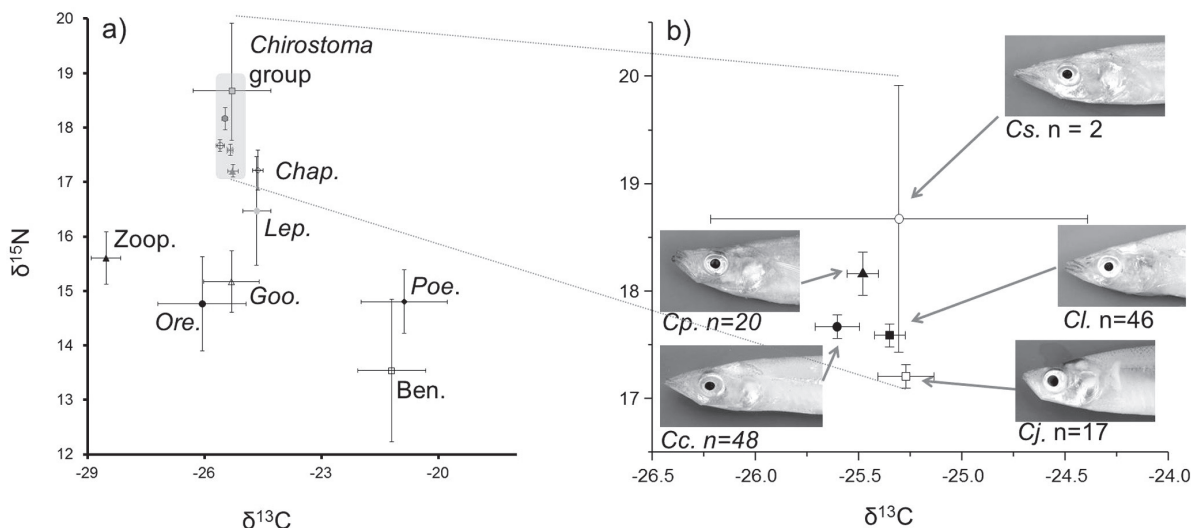 a)
20
19
18
17
16
15
14
13
12
δ15N
-29
-26
-23
-20
δ13C
Chirostoma
group
Chap.
Lep.
Zoop.
Goo.
Ore.
Poe.
Ben.
b)
20
19
18
17
-26.5
-26.0
-25.5
-25.0
-24.5
-24.0
δ13C
Cs. n = 2
Cp. n=20
Cl. n=46
Cc. n=48
Cj. n=17